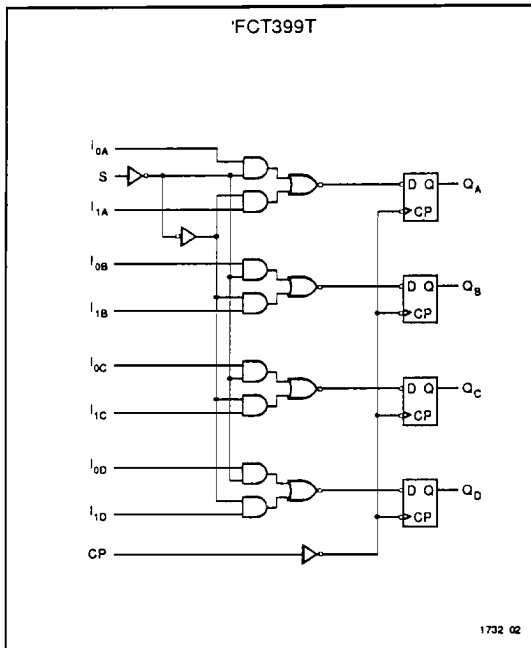 'FCT399T
I0A
S
I1A
D Q
QA
CP
I0B
I1B
D Q
QB
CP
I0C
I1C
D Q
QC
CP
I0D
I1D
D Q
QD
CP
CP
1732 02